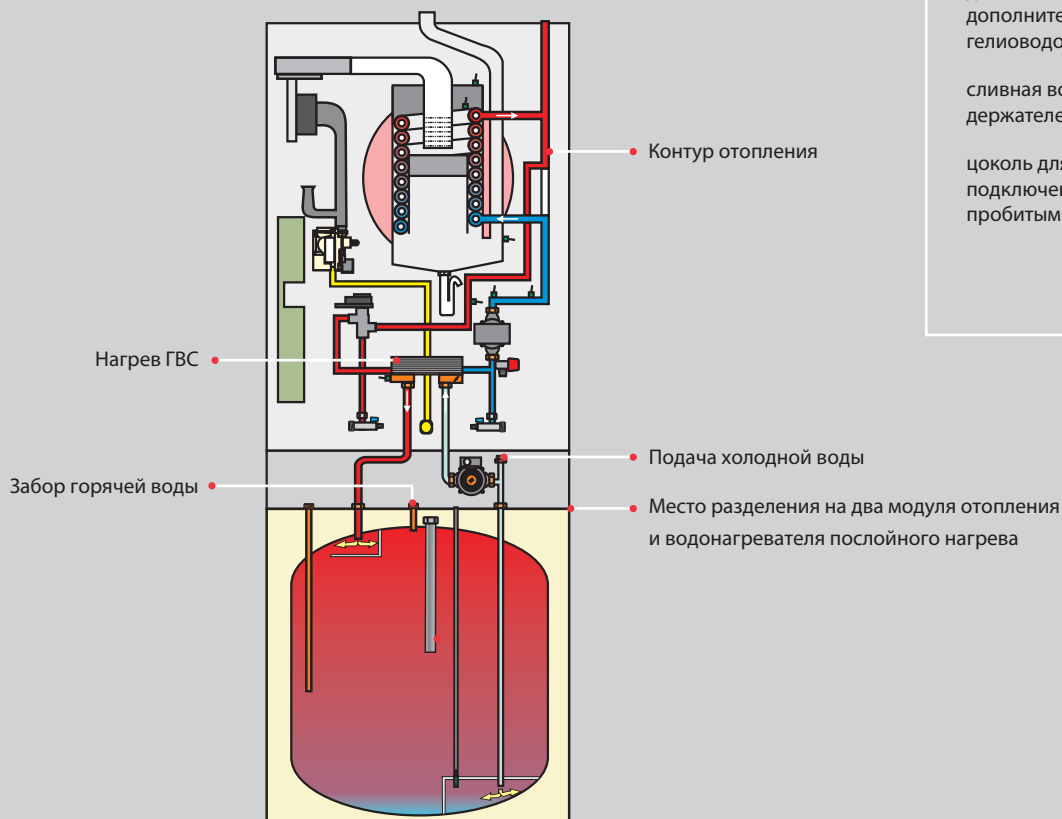 гелиоводо
сливная во
держателе
цоколь для
подключен
пробитым
Контур отопления
Нагрев ГВС
Подача холодной воды
Забор горячей воды
Место разделения на два модуля отопления
и водонагревателя послойного нагрева